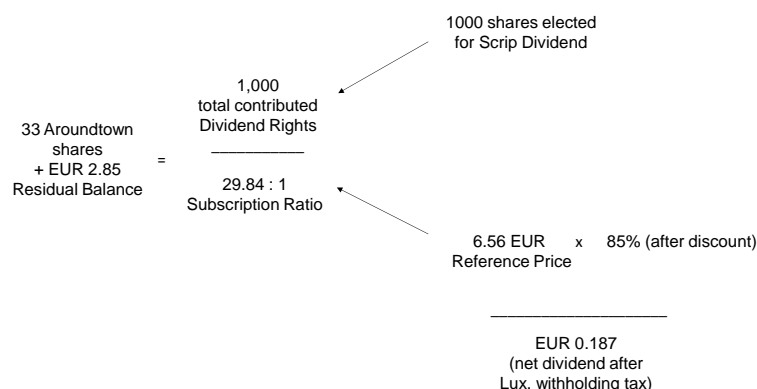 1000 shares elected
for Scrip Dividend
1,000
total contributed
Dividend Rights
33 Aroundtown
shares
+ EUR 2.85
Residual Balance
=
29.84 : 1
Subscription Ratio
6.56 EUR x 85% (after discount)
Reference Price
EUR 0.187
(net dividend after
Lux. withholding tax)